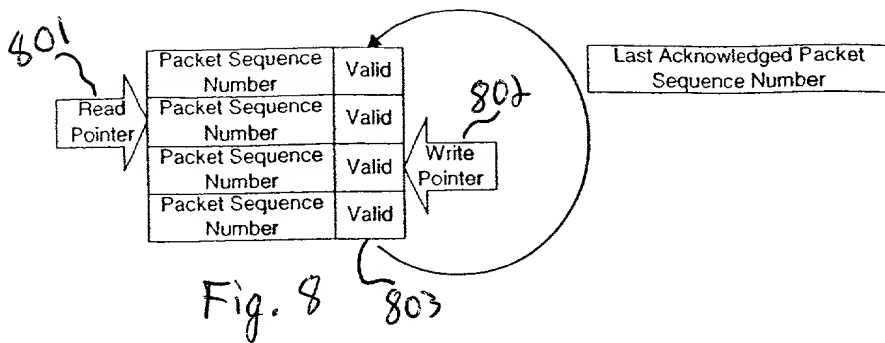 801
Packet Sequence
Number
Valid
Last Acknowledged Packet
Sequence Number
802
Read
Pointer
Packet Sequence
Number
Valid
Packet Sequence
Number
Valid
Write
Pointer
Packet Sequence
Number
Valid
Fig. 8
803